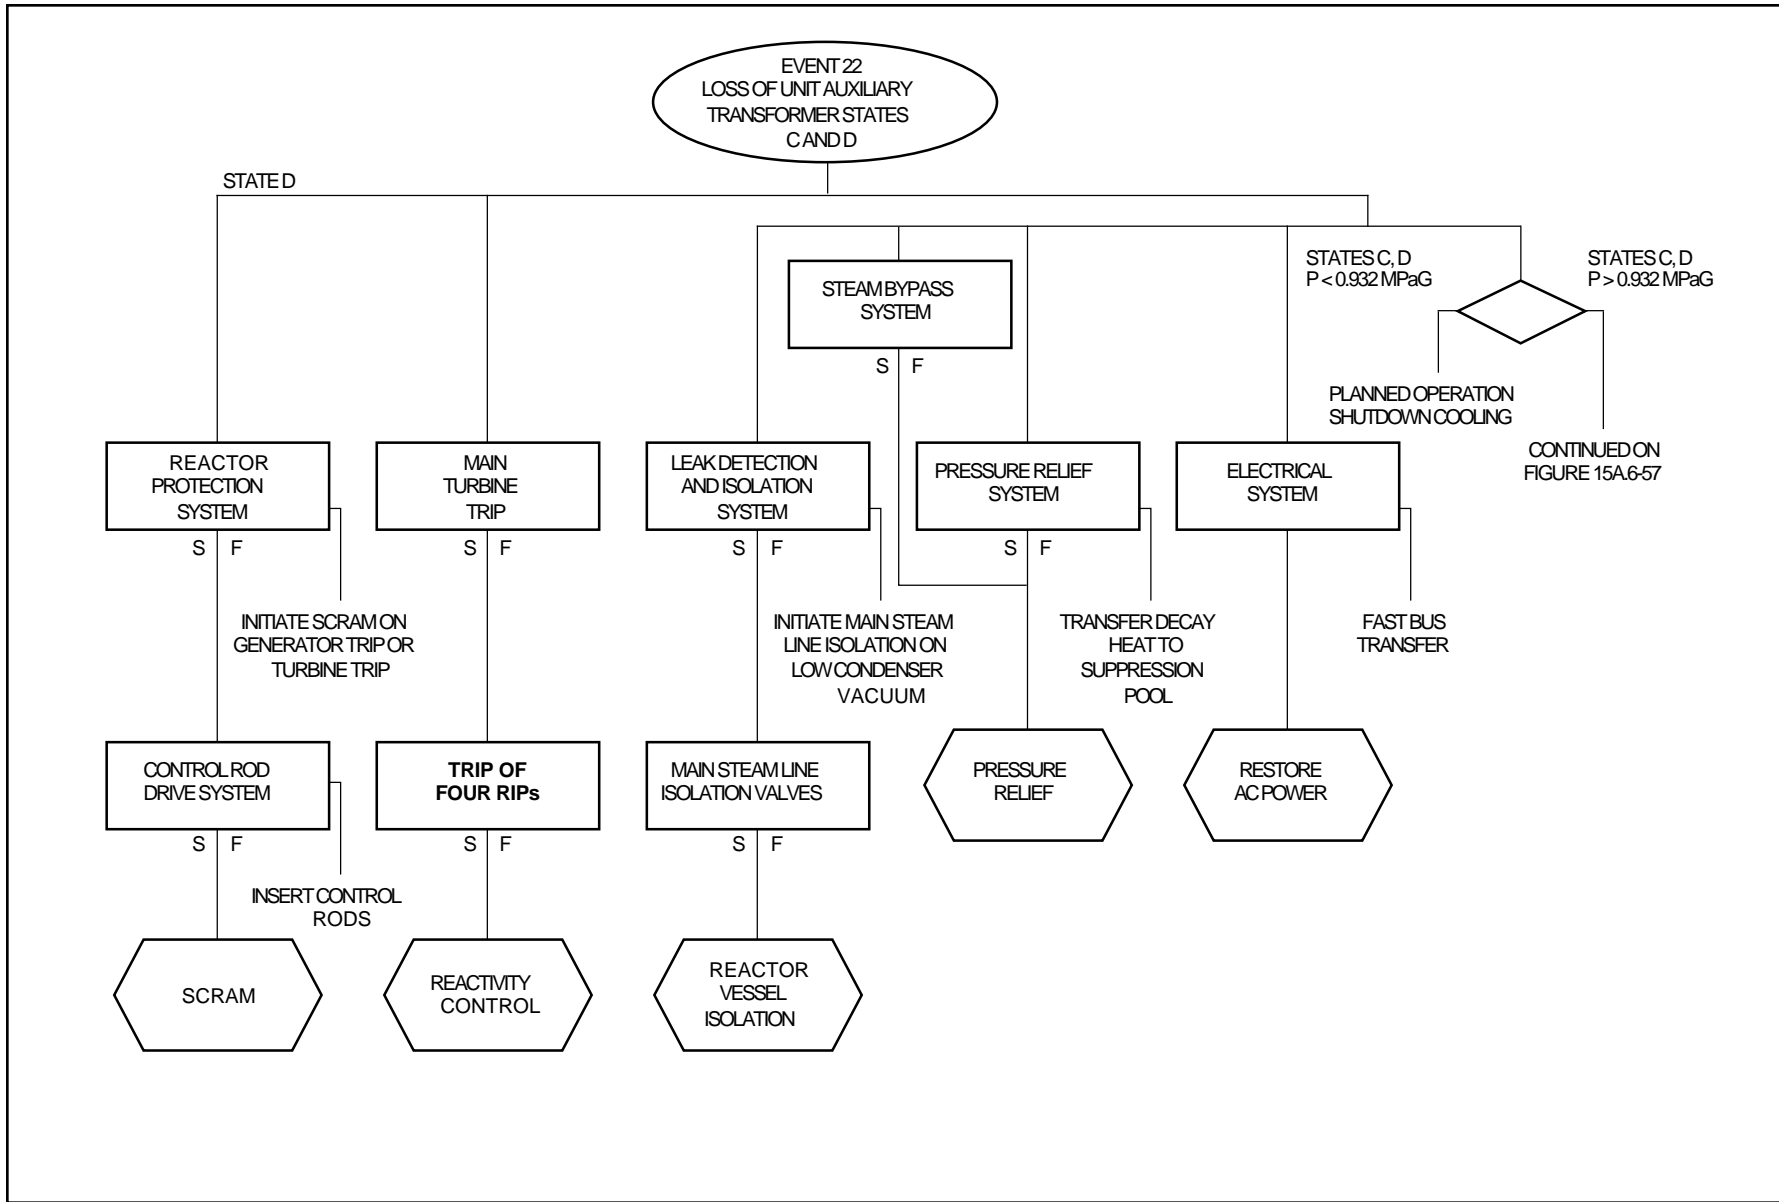 EVENT 22
LOSS OF UNIT AUXILIARY
TRANSFORMER STATES
C AND D
STATE D
STATES C, D
P < 0.932 MPaG
STATES C, D
P > 0.932 MPaG
STEAM BYPASS
SYSTEM
S F
PLANNED OPERATION
SHUTDOWN COOLING
CONTINUED ON
FIGURE 15A.6-57
REACTOR
PROTECTION
SYSTEM
S F
MAIN
TURBINE
TRIP
S F
LEAK DETECTION
AND ISOLATION
SYSTEM
S F
PRESSURE RELIEF
SYSTEM
S F
ELECTRICAL
SYSTEM
INITIATE SCRAM ON
GENERATOR TRIP OR
TURBINE TRIP
INITIATE MAIN STEAM
LINE ISOLATION ON
LOW CONDENSER
VACUUM
TRANSFER DECAY
HEAT TO
SUPPRESSION
POOL
FAST BUS
TRANSFER
CONTROL ROD
DRIVE SYSTEM
S F
TRIP OF
FOUR RIPs
S F
MAIN STEAM LINE
ISOLATION VALVES
S F
PRESSURE
RELIEF
RESTORE
AC POWER
INSERT CONTROL
RODS
SCRAM
REACTIVITY
CONTROL
REACTOR
VESSEL
ISOLATION